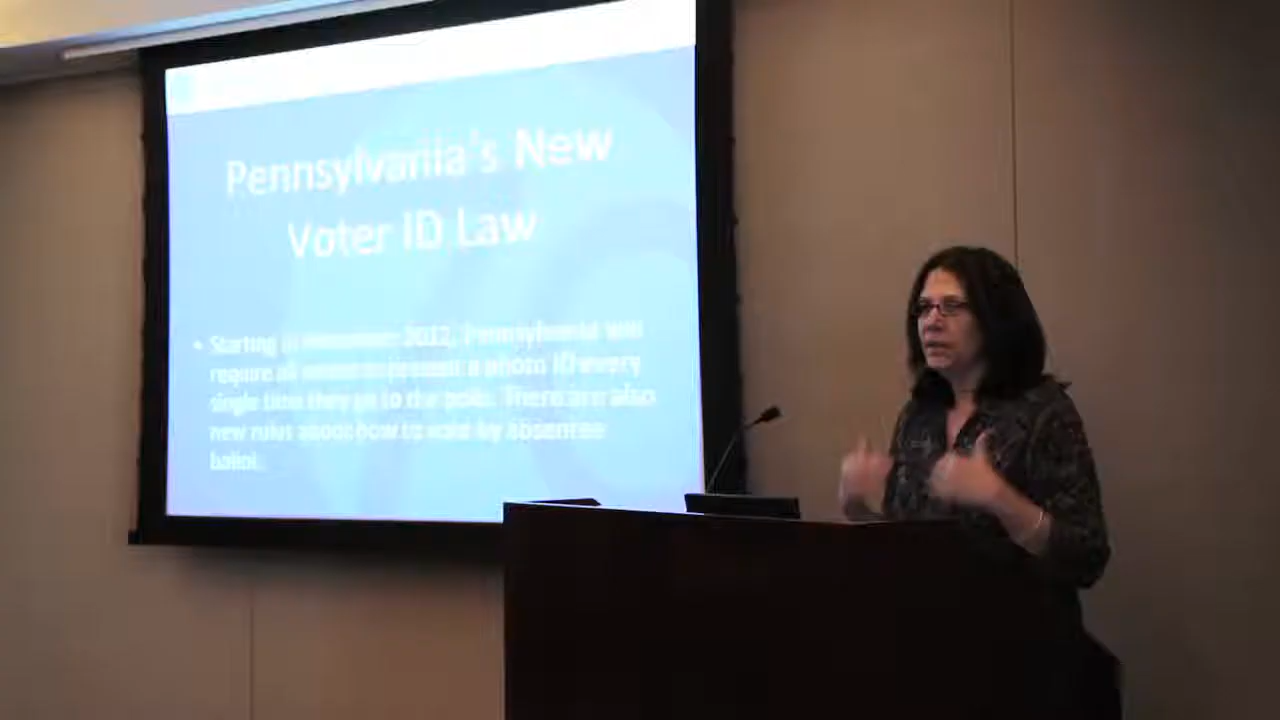 Pennsylvania's New
Voter ID Law
• Starting in November 2012, Pennsylvania will
require all voters to present a photo ID every
single time they go to the polls. There are also
new rules about how to vote by absentee
ballot.